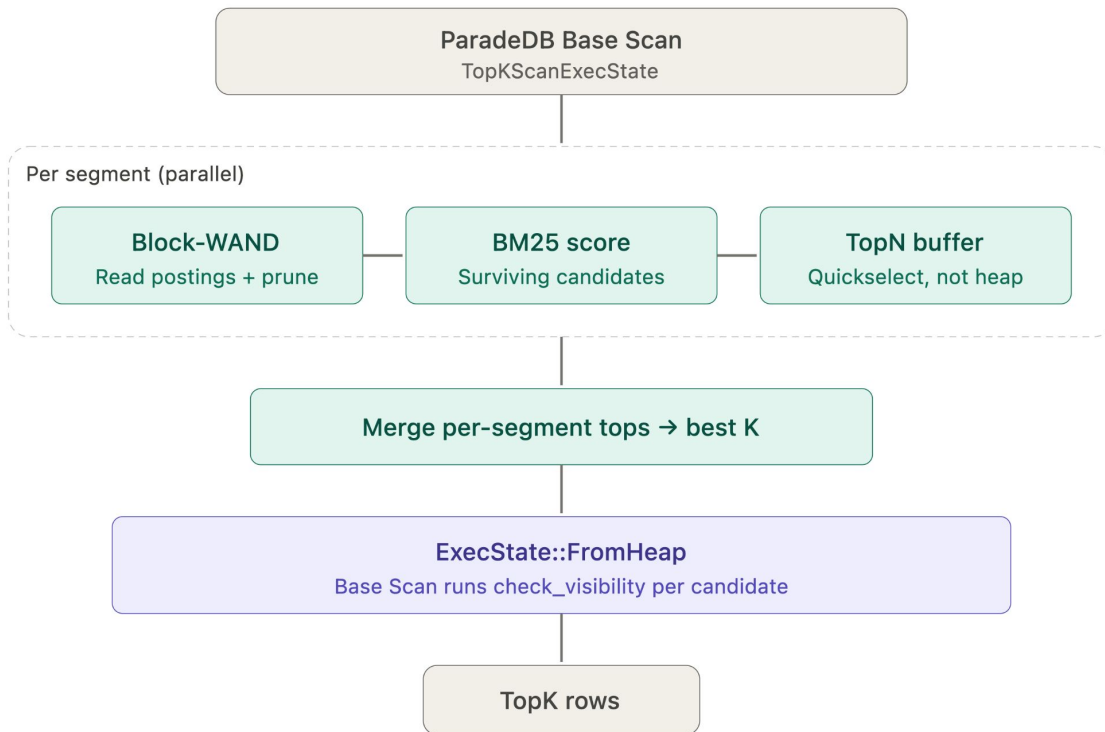 ParadeDB Base Scan
TopKScanExecState
Per segment (parallel)
Block-WAND
Read postings + prune
BM25 score
Surviving candidates
TopN buffer
Quickselect, not heap
Merge per-segment tops → best K
ExecState::FromHeap
Base Scan runs check_visibility per candidate
TopK rows